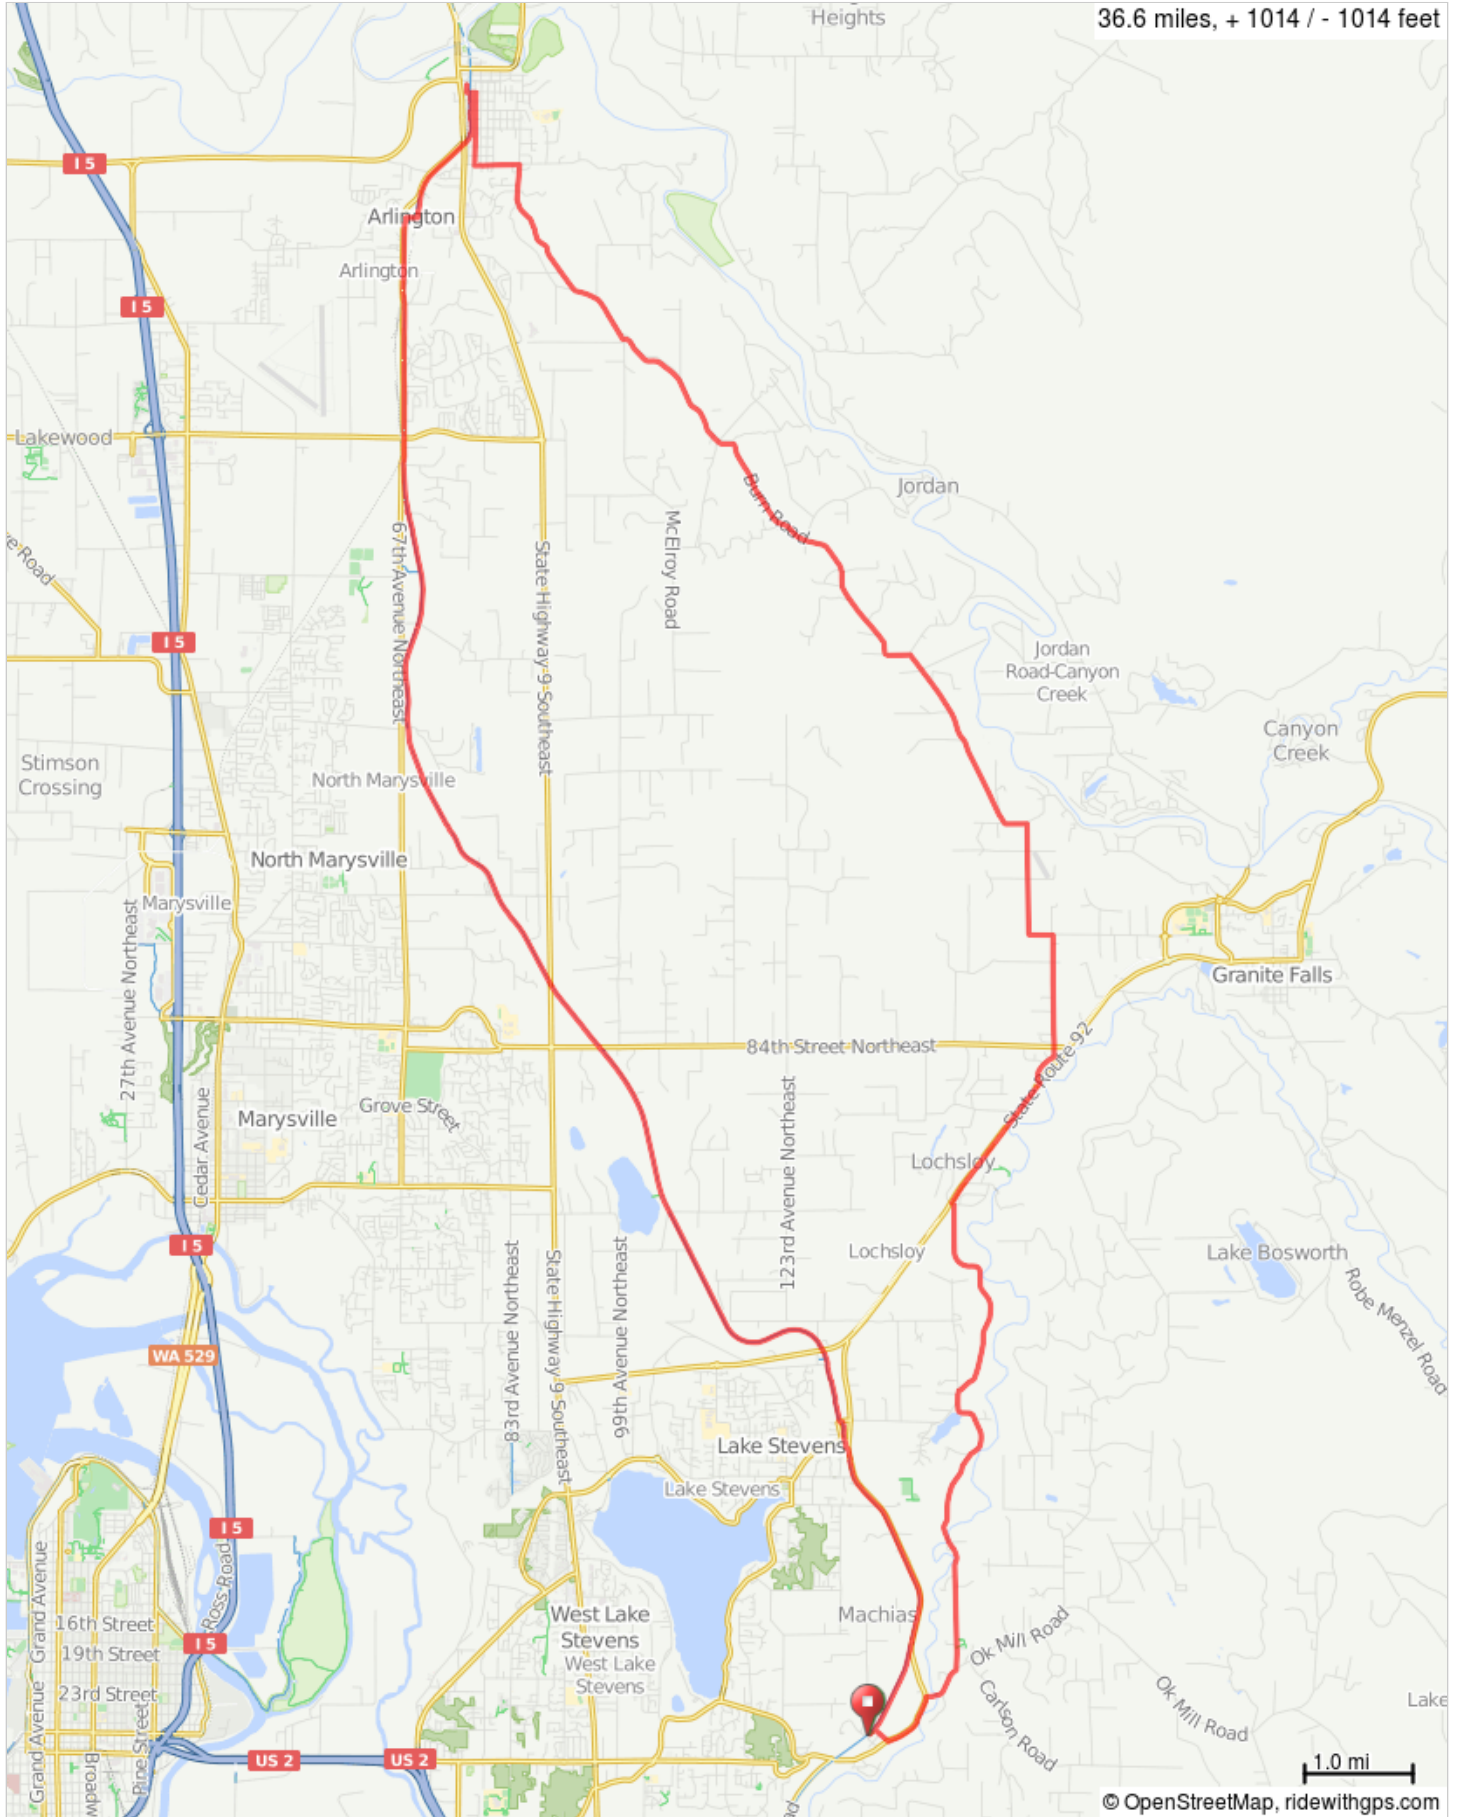 Heights
36.6 miles, + 1014 / - 1014 feet
I 5
Arlington
Arlington
I 5
Lakewood
Jordan
Burn Road
McElroy Road
67th Avenue Northeast
State Highway 9 Southeast
re Road
I 5
Jordan
Road-Canyon
Creek
Canyon
Creek
Stimson
Crossing
North Marysville
North Marysville
Marysville
27th Avenue Northeast
Granite Falls
84th Street Northeast
State Route 92
Grove Street
Marysville
Cedar Avenue
123rd Avenue Northeast
Lochsloy
Lochsloy
I 5
83rd Avenue Northeast
State Highway 9 Southeast
99th Avenue Northeast
Lake Bosworth
Robe Menzel Road
WA 529
Lake Stevens
Lake Stevens
I 5
Grand Avenue
Grand Avenue
Ross Road
16th Street
19th Street
23rd Street
I 5
West Lake
Stevens
West Lake
Stevens
Machias
Ok Mill Road
Carlson Road
Ok Mill Road
Lake
Pine Street
Broadw
US 2
US 2
1.0 mi
© OpenStreetMap, ridewithgps.com